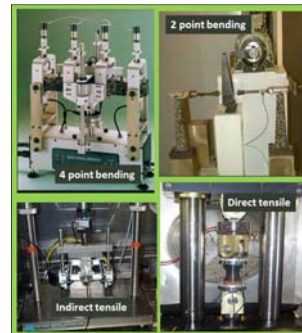 2 point bending
4 point bending
Direct tensile
Indirect tensile